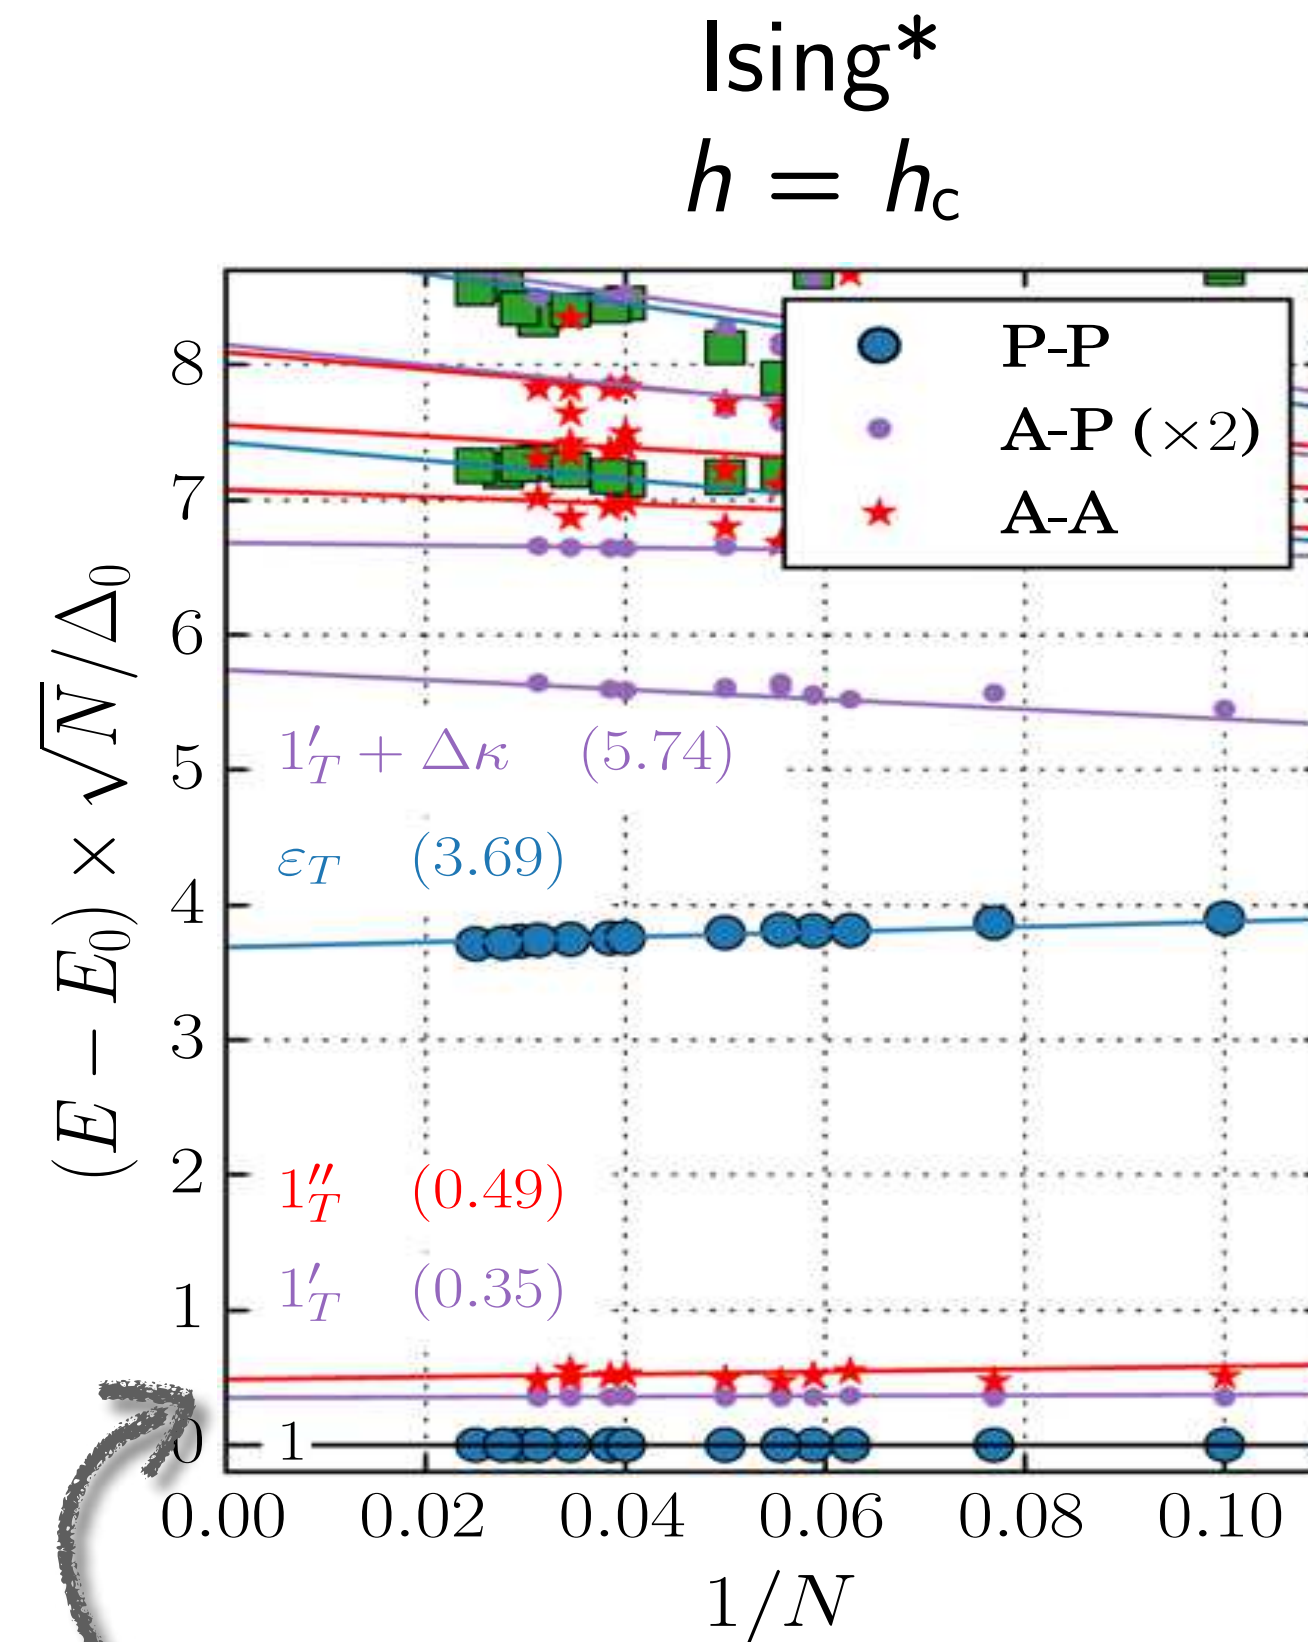 Ising*
h = h_c
P-P
A-P (×2)
A-A
(E − E_0) × √N/Δ_0
8
7
6
5
4
3
2
1
0
1'_T + Δκ (5.74)
ε_T (3.69)
1''_T (0.49)
1'_T (0.35)
1
0.00 0.02 0.04 0.06 0.08 0.10
1/N